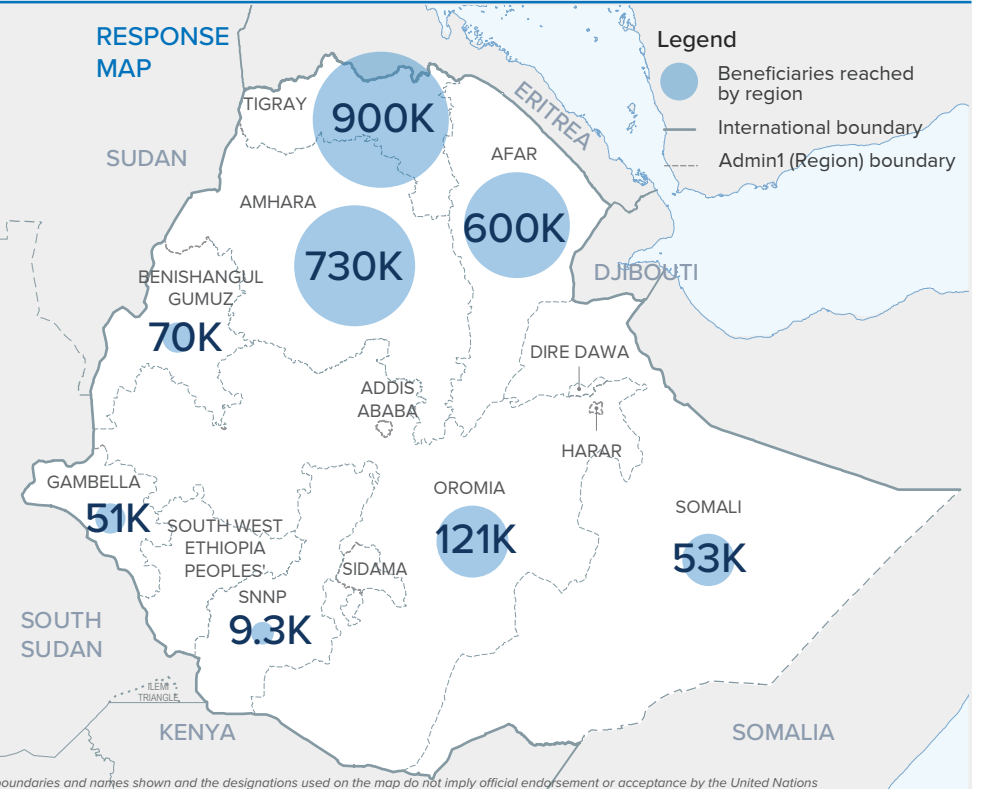 RESPONSE
MAP
Legend
Beneficiaries reached
by region
International boundary
Admin1 (Region) boundary
TIGRAY
900K
ERITREA
SUDAN
AFAR
AMHARA
600K
730K
DJIBOUTI
BENISHANGUL
GUMUZ
70K
DIRE DAWA
ADDIS
ABABA
HARAR
GAMBELLA
51K
OROMIA
SOMALI
SOUTH WEST
ETHIOPIA
PEOPLES'
121K
53K
SIDAMA
SNNP
9.3K
SOUTH
SUDAN
ILEMI
TRIANGLE
KENYA
SOMALIA
boundaries and names shown and the designations used on the map do not imply official endorsement or acceptance by the United Nations